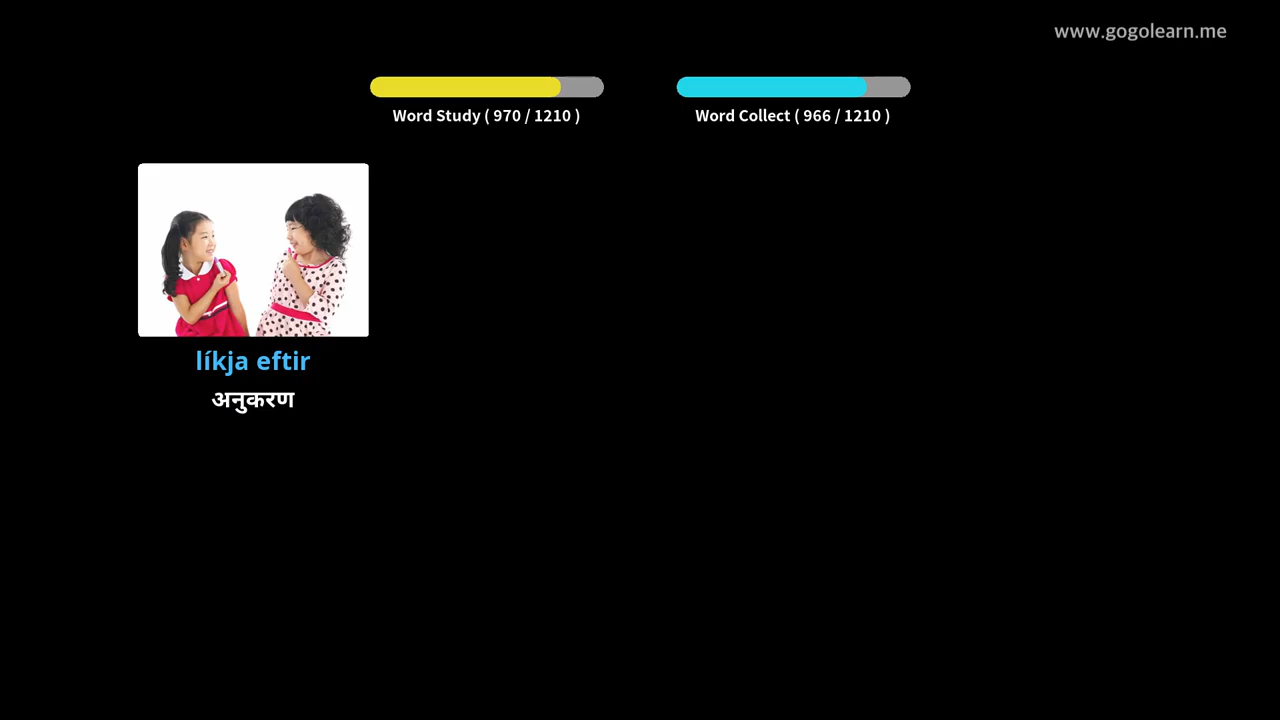 www.gogolearn.me
Word Study ( 970 / 1210 )
Word Collect ( 966 / 1210 )
líkja eftir
अनुकरण